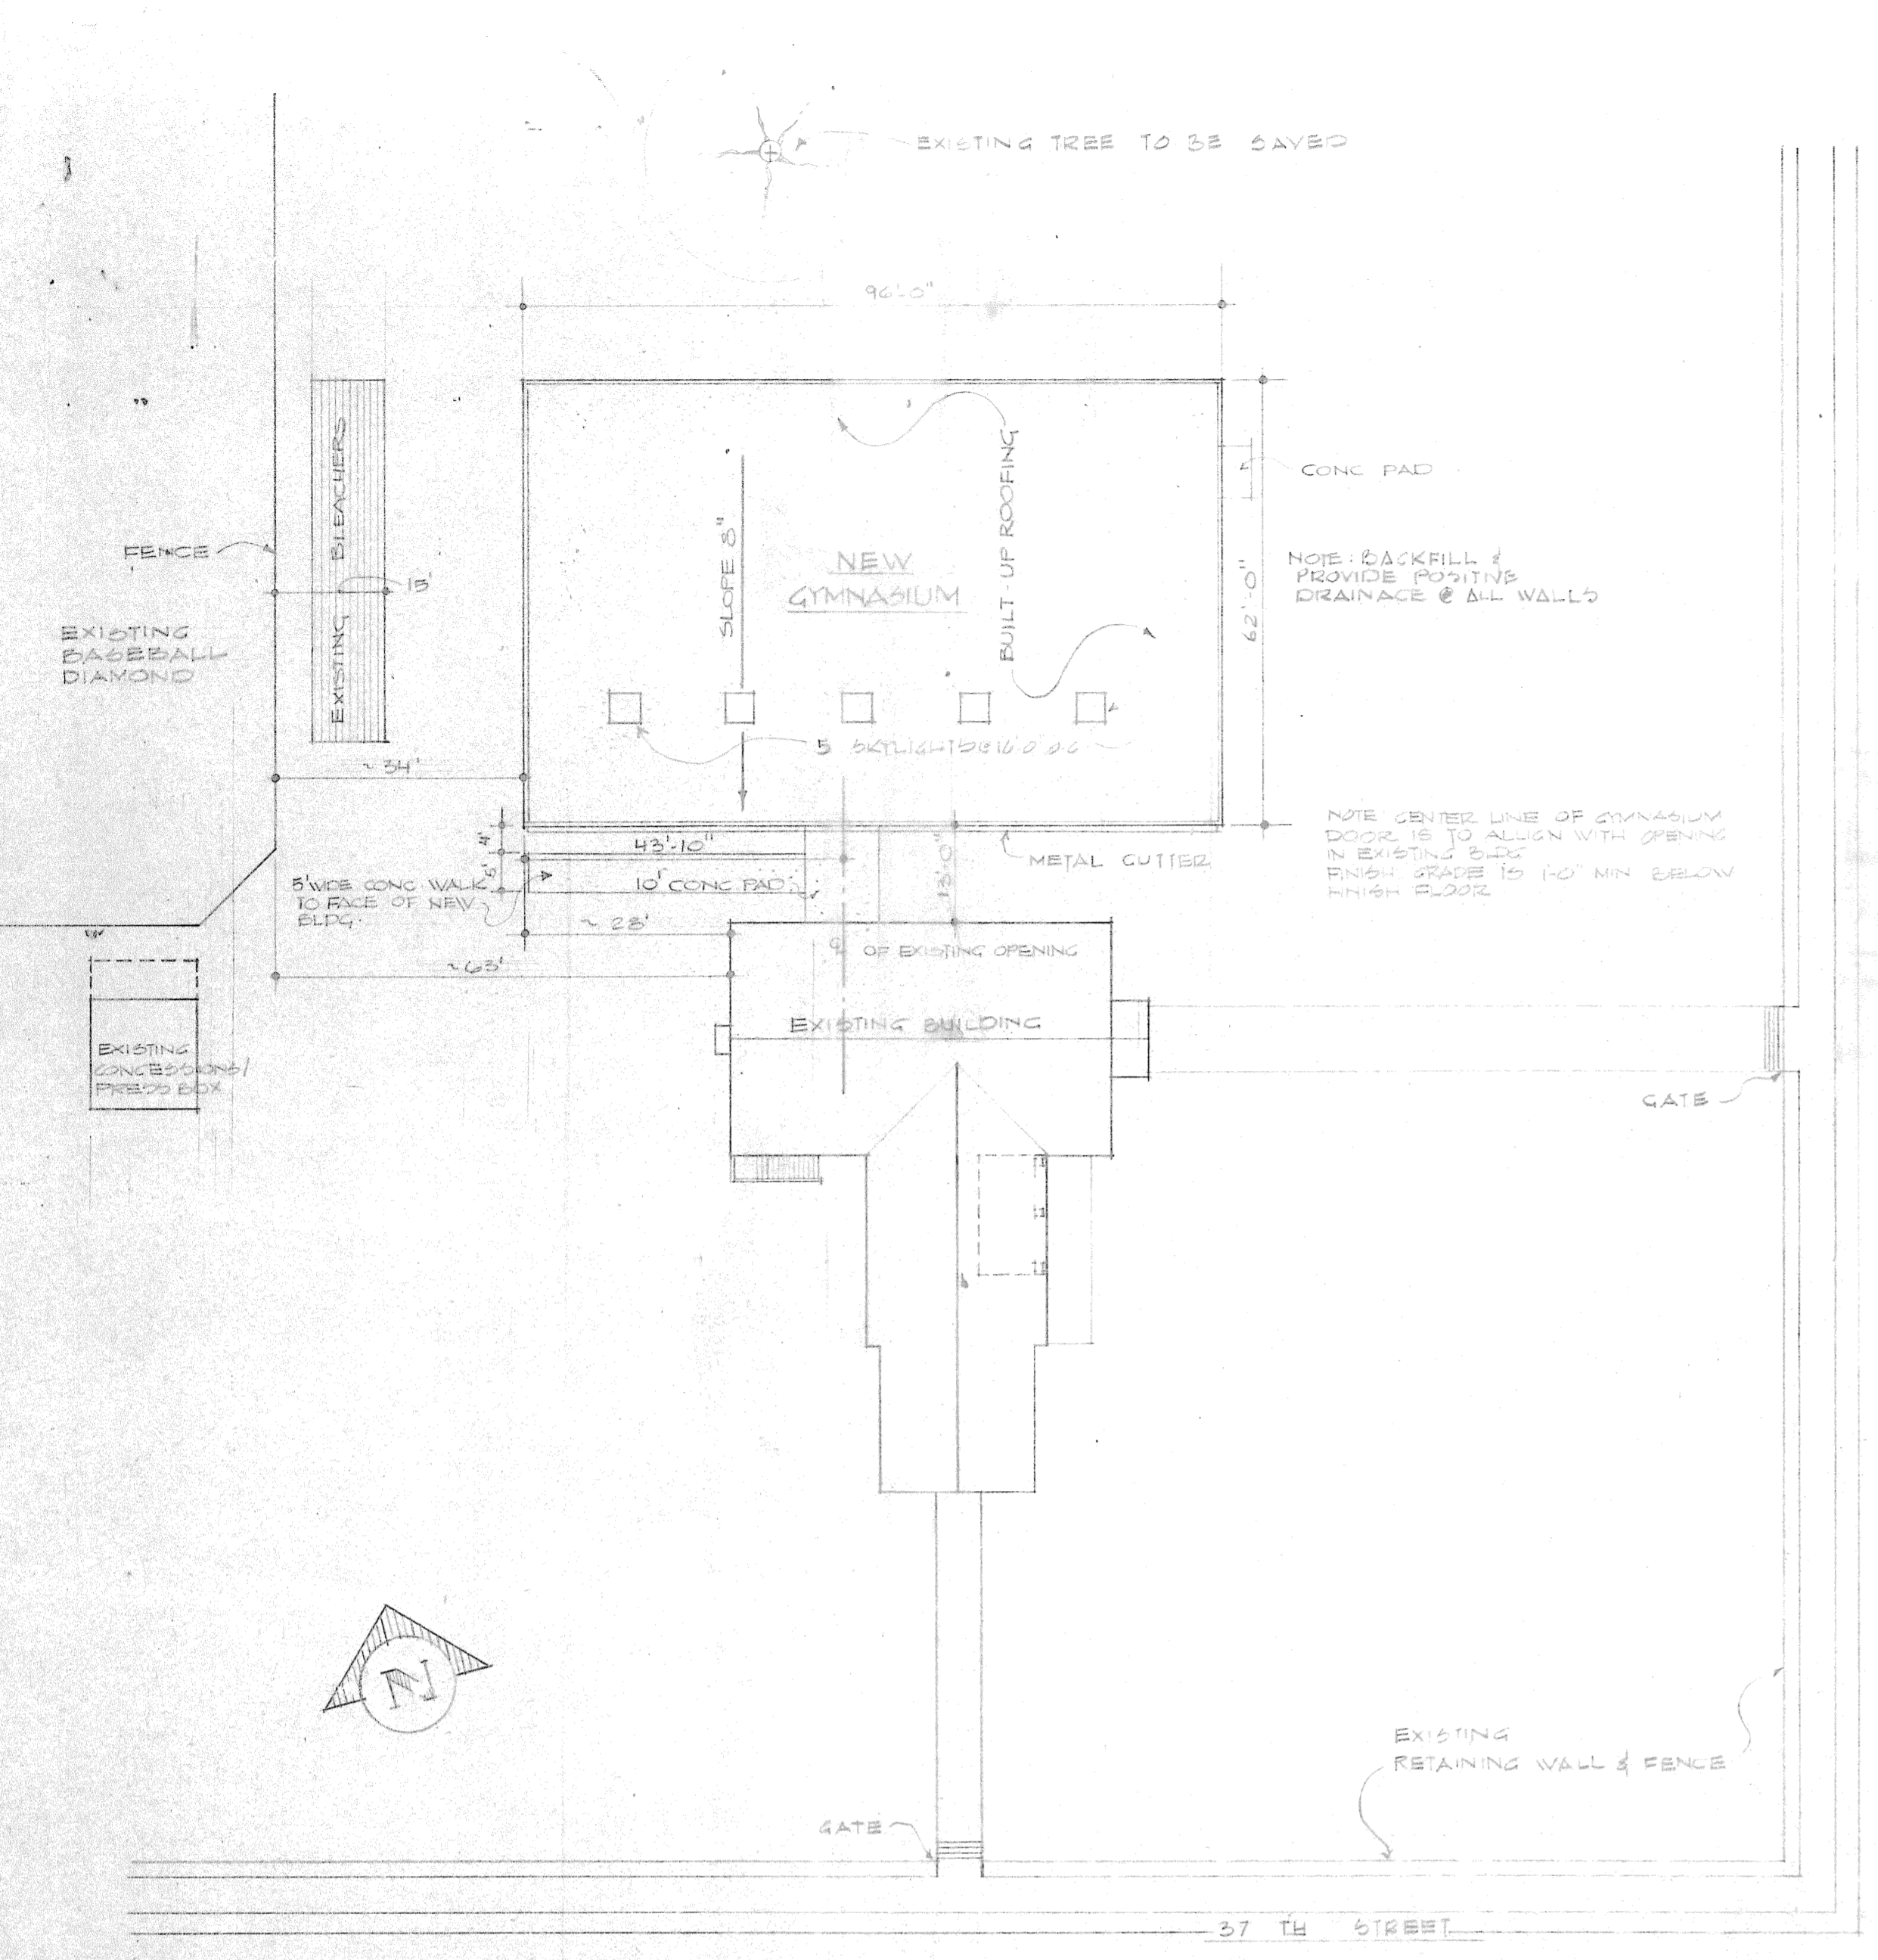 EXISTING TREE TO BE SAVED
96'-0"
CONC PAD
BUILT-UP ROOFING
SLOPE 8"
NEW
GYMNASIUM
62'-0"
NOTE: BACKFILL &
PROVIDE POSITIVE
DRAINAGE @ ALL WALLS
FENCE
EXISTING BLEACHERS
15'
EXISTING
BASEBALL
DIAMOND
5 SKYLIGHTS @ 16'-0" O.C.
~34'
4'
43'-10"
5'
10' CONC PAD
13'-0"
METAL GUTTER
NOTE CENTER LINE OF GYMNASIUM
DOOR IS TO ALLIGN WITH OPENING
IN EXISTING BLDG
FINISH GRADE IS 1'-0" MIN BELOW
FINISH FLOOR
5' WIDE CONC WALK
TO FACE OF NEW
BLDG.
~28'
~63'
℄ OF EXISTING OPENING
EXISTING BUILDING
EXISTING
CONCESSIONS/
PRESS BOX
GATE
N
EXISTING
RETAINING WALL & FENCE
GATE
37 TH STREET